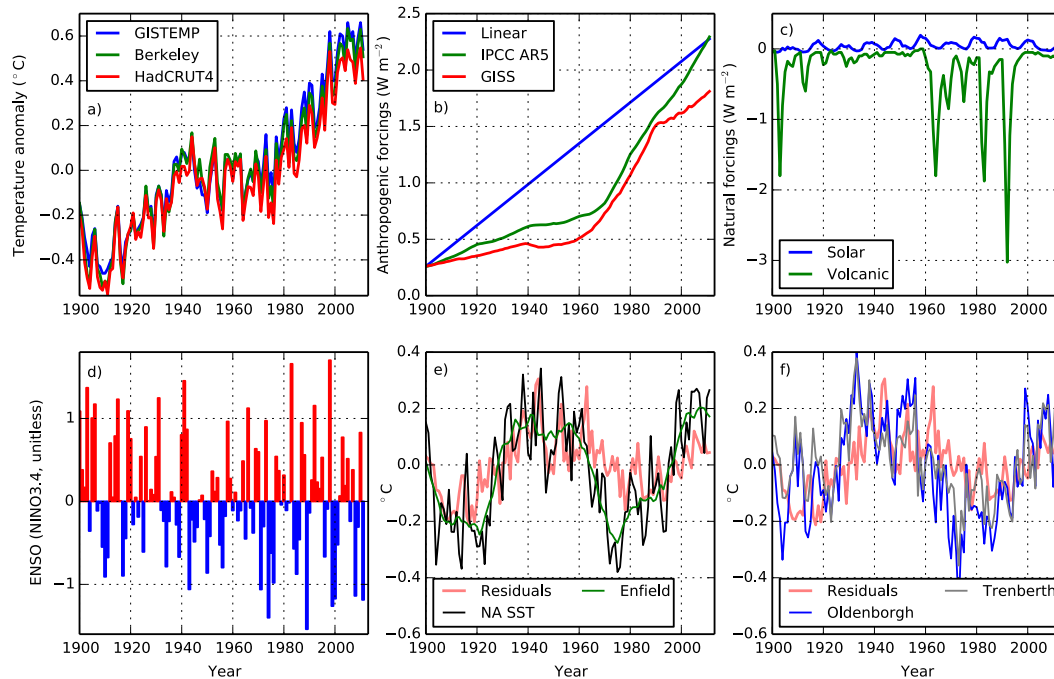 GISTEMP
Berkeley
HadCRUT4
a)
Temperature anomaly (°C)
0.6
0.4
0.2
0.0
−0.2
−0.4
1900 1920 1940 1960 1980 2000
Linear
IPCC AR5
GISS
b)
Anthropogenic forcings (W m−2)
2.5
2.0
1.5
1.0
0.5
0.0
1900 1920 1940 1960 1980 2000
c)
Natural forcings (W m−2)
0
−1
−2
−3
Solar
Volcanic
1900 1920 1940 1960 1980 2000
d)
ENSO (NINO3.4, unitless)
1
0
−1
1900 1920 1940 1960 1980 2000
Year
e)
°C
0.4
0.2
0.0
−0.2
−0.4
−0.6
Residuals
NA SST
Enfield
1900 1920 1940 1960 1980 2000
Year
f)
°C
0.4
0.2
0.0
−0.2
−0.4
−0.6
Residuals
Oldenborgh
Trenberth
1900 1920 1940 1960 1980 2000
Year